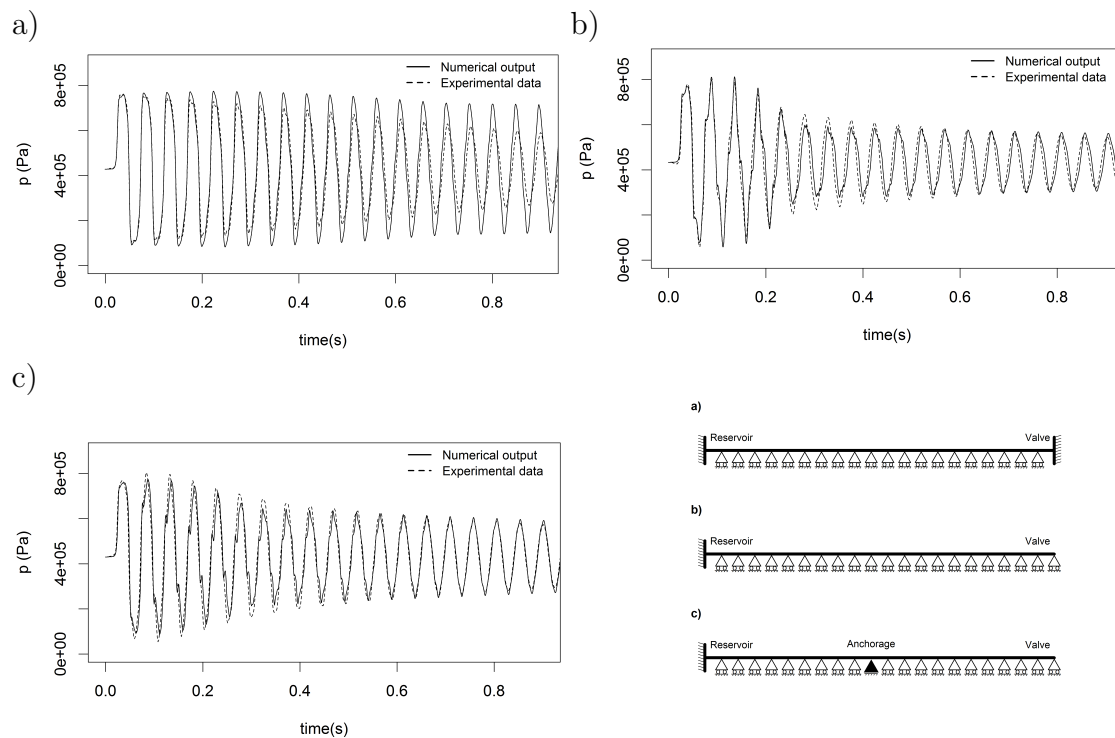 a)
Numerical output
Experimental data
p (Pa)
0e+00 4e+05 8e+05
0.0 0.2 0.4 0.6 0.8
time(s)
b)
Numerical output
Experimental data
p (Pa)
0e+00 4e+05 8e+05
0.0 0.2 0.4 0.6 0.8
time(s)
c)
Numerical output
Experimental data
p (Pa)
0e+00 4e+05 8e+05
0.0 0.2 0.4 0.6 0.8
time(s)
a)
Reservoir Valve
b)
Reservoir Valve
c)
Reservoir Anchorage Valve